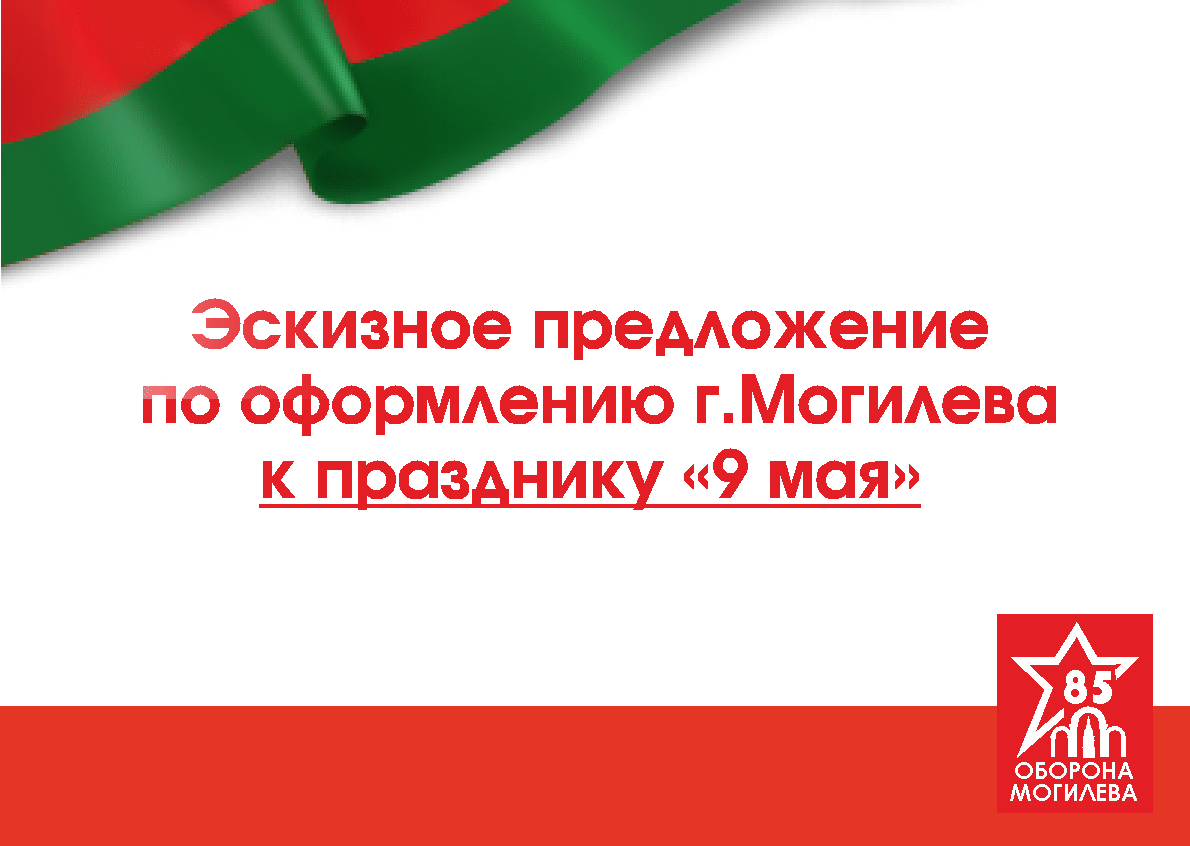 Эскизное предложение
по оформлению г.Могилева
к празднику «9 мая»
85
ОБОРОНА
МОГИЛЕВА